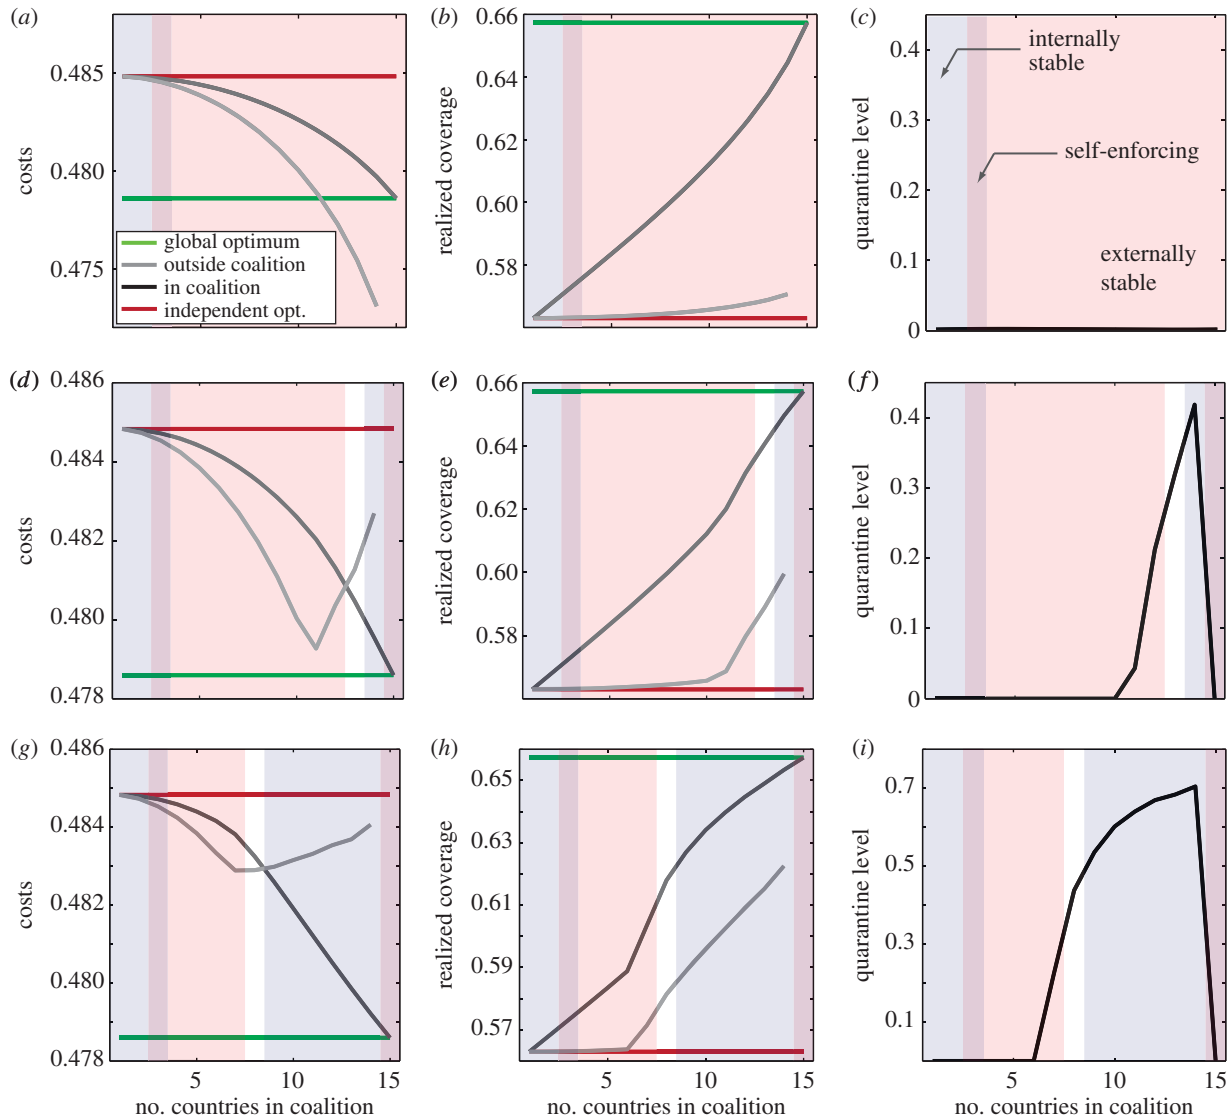 (a)
costs
0.485
0.480
0.475
global optimum
outside coalition
in coalition
independent opt.
(b)
realized coverage
0.66
0.64
0.62
0.60
0.58
(c)
quarantine level
0.4
0.3
0.2
0.1
0
internally
stable
self-enforcing
externally
stable
(d)
costs
0.486
0.484
0.482
0.480
0.478
(e)
realized coverage
0.66
0.64
0.62
0.60
0.58
(f)
quarantine level
0.4
0.3
0.2
0.1
0
(g)
costs
0.486
0.484
0.482
0.480
0.478
5
10
15
no. countries in coalition
(h)
realized coverage
0.65
0.63
0.61
0.59
0.57
5
10
15
no. countries in coalition
(i)
quarantine level
0.7
0.5
0.3
0.1
5
10
15
no. countries in coalition